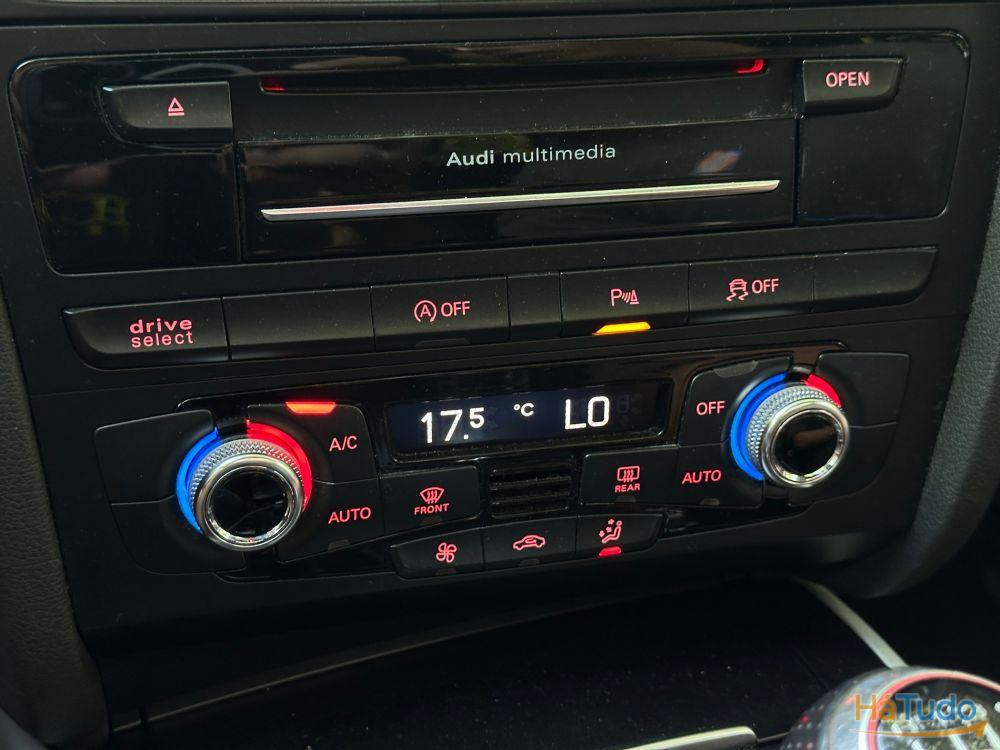 OPEN
Audi multimedia
drive
select
A OFF
P
OFF
A/C
17.5 °C LO
OFF
AUTO
FRONT
REAR
AUTO
HáTudo